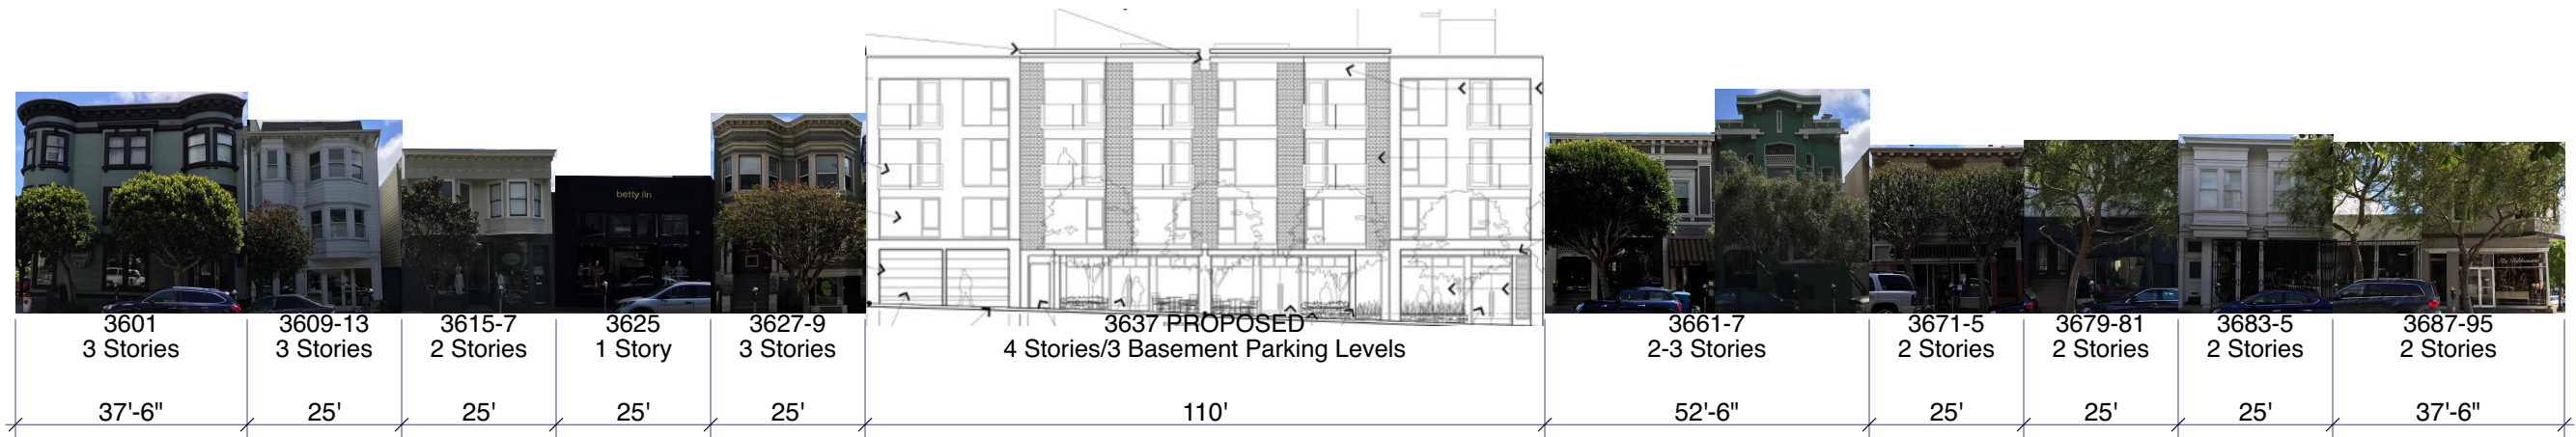 betty lin
3601
3 Stories
37'-6"
3609-13
3 Stories
25'
3615-7
2 Stories
25'
3625
1 Story
25'
3627-9
3 Stories
25'
3637 PROPOSED
4 Stories/3 Basement Parking Levels
110'
3661-7
2-3 Stories
52'-6"
3671-5
2 Stories
25'
3679-81
2 Stories
25'
3683-5
2 Stories
25'
3687-95
2 Stories
37'-6"